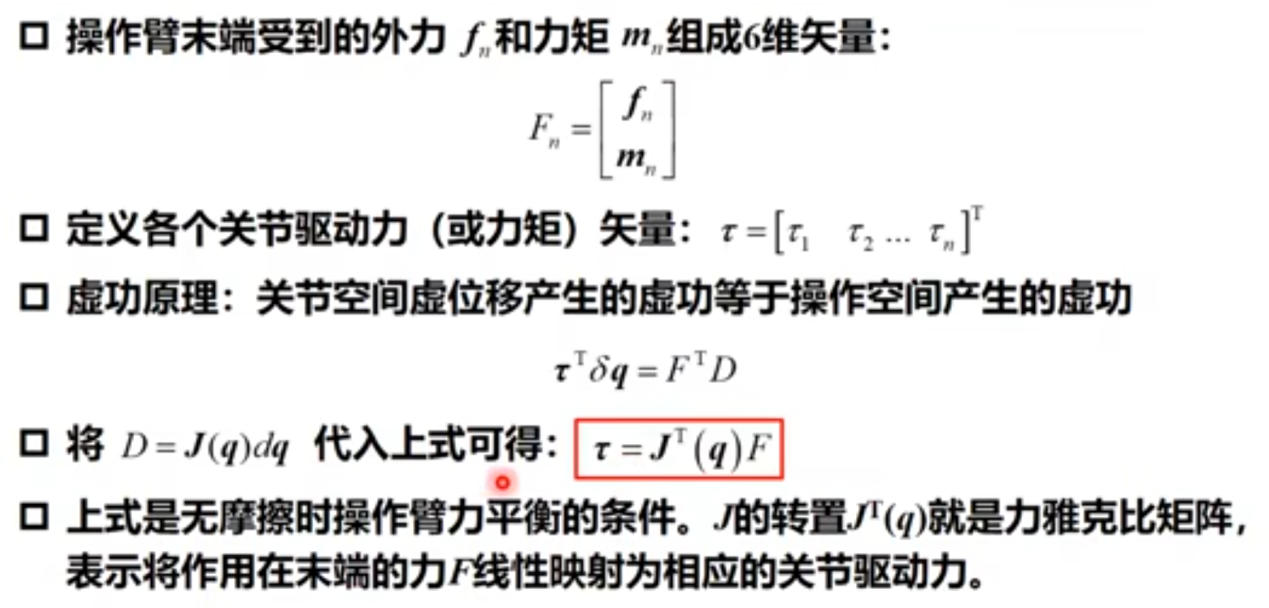 □ 操作臂末端受到的外力 fₙ和力矩 mₙ组成6维矢量：
Fₙ = [fₙ
mₙ]
□ 定义各个关节驱动力（或力矩）矢量： τ = [τ₁ τ₂ … τₙ]ᵀ
□ 虚功原理：关节空间虚位移产生的虚功等于操作空间产生的虚功
τᵀδq = FᵀD
□ 将 D = J(q)dq 代入上式可得： τ = Jᵀ(q)F
□ 上式是无摩擦时操作臂力平衡的条件。J的转置Jᵀ(q)就是力雅克比矩阵，
表示将作用在末端的力F线性映射为相应的关节驱动力。